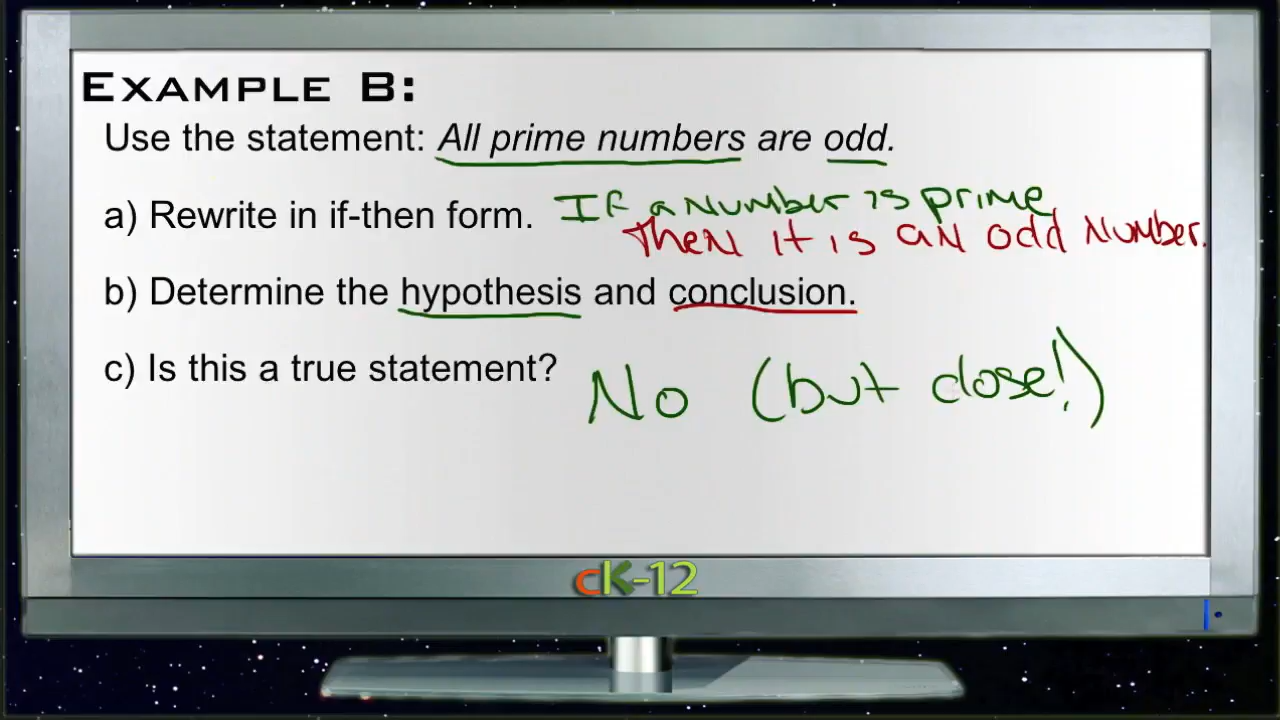 EXAMPLE B:
Use the statement: All prime numbers are odd.
a) Rewrite in if-then form. If a Number is prime,
then it is an odd Number.
b) Determine the hypothesis and conclusion.
c) Is this a true statement?
No (but close!)
cK-12